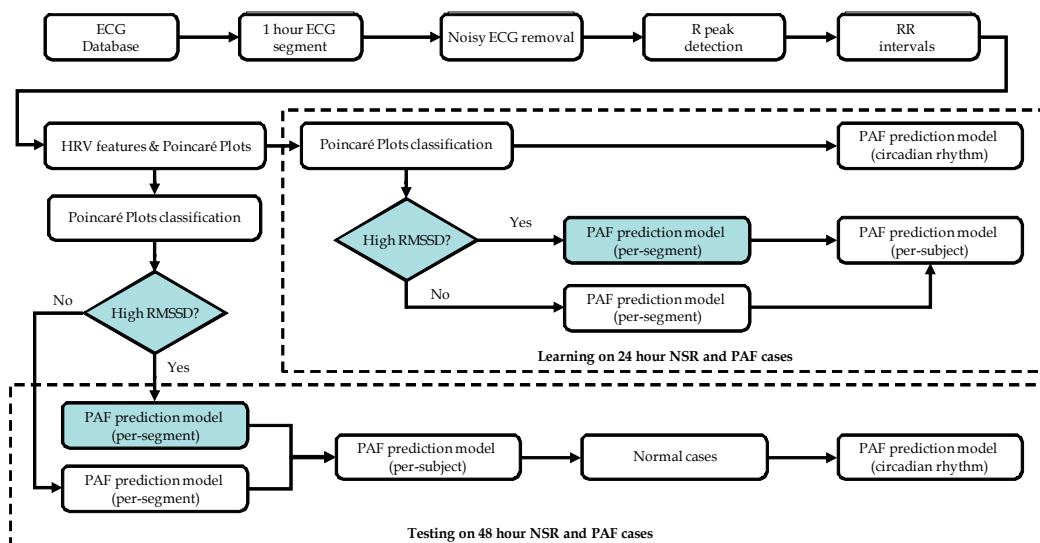 ECG
Database
1 hour ECG
segment
Noisy ECG removal
R peak
detection
RR
intervals
HRV features & Poincaré Plots
Poincaré Plots classification
PAF prediction model
(circadian rhythm)
Poincaré Plots classification
High RMSSD?
Yes
PAF prediction model
(per-segment)
PAF prediction model
(per-subject)
No
PAF prediction model
(per-segment)
Learning on 24 hour NSR and PAF cases
No
High RMSSD?
Yes
PAF prediction model
(per-segment)
PAF prediction model
(per-segment)
PAF prediction model
(per-subject)
Normal cases
PAF prediction model
(circadian rhythm)
Testing on 48 hour NSR and PAF cases